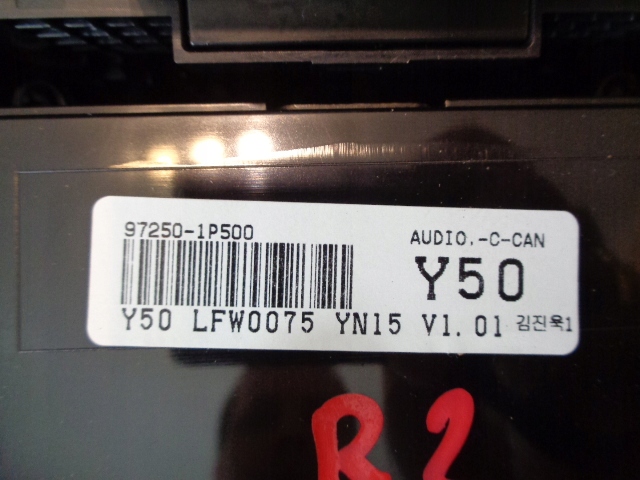 97250-1P500
AUDIO.-C-CAN
Y50
Y50 LFW0075 YN15 V1.01 김진욱1
R2